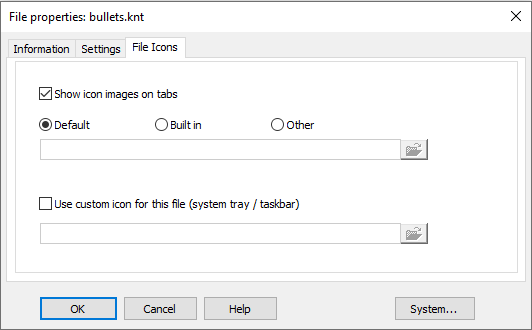 File properties: bullets.knt
Information Settings File Icons
Show icon images on tabs
Default Built in Other
Use custom icon for this file (system tray / taskbar)
OK Cancel Help System...